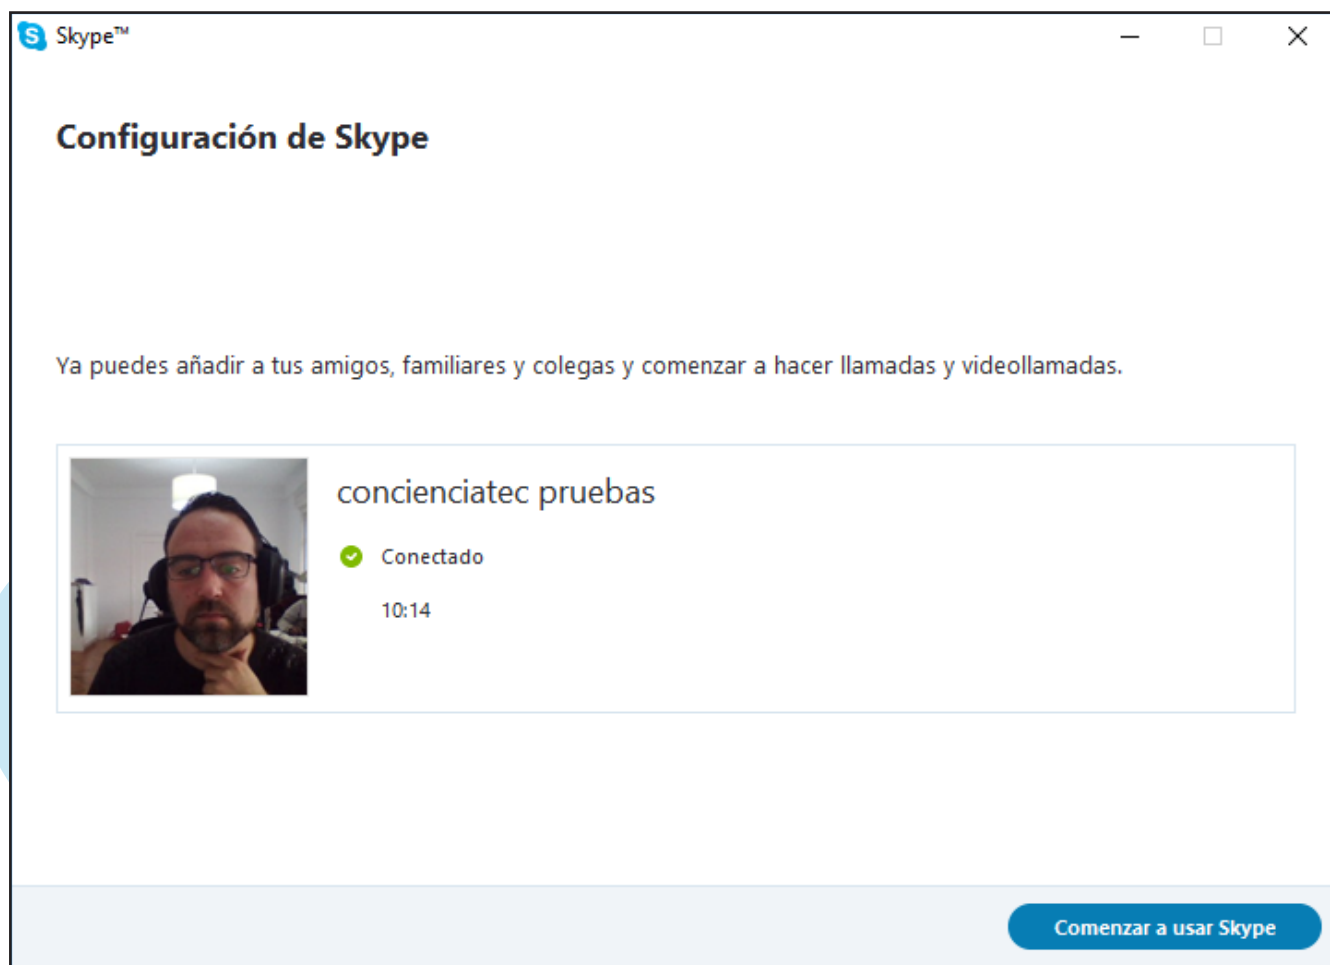 Skype™
Configuración de Skype
Ya puedes añadir a tus amigos, familiares y colegas y comenzar a hacer llamadas y videollamadas.
concienciatec pruebas
Conectado
10:14
Comenzar a usar Skype